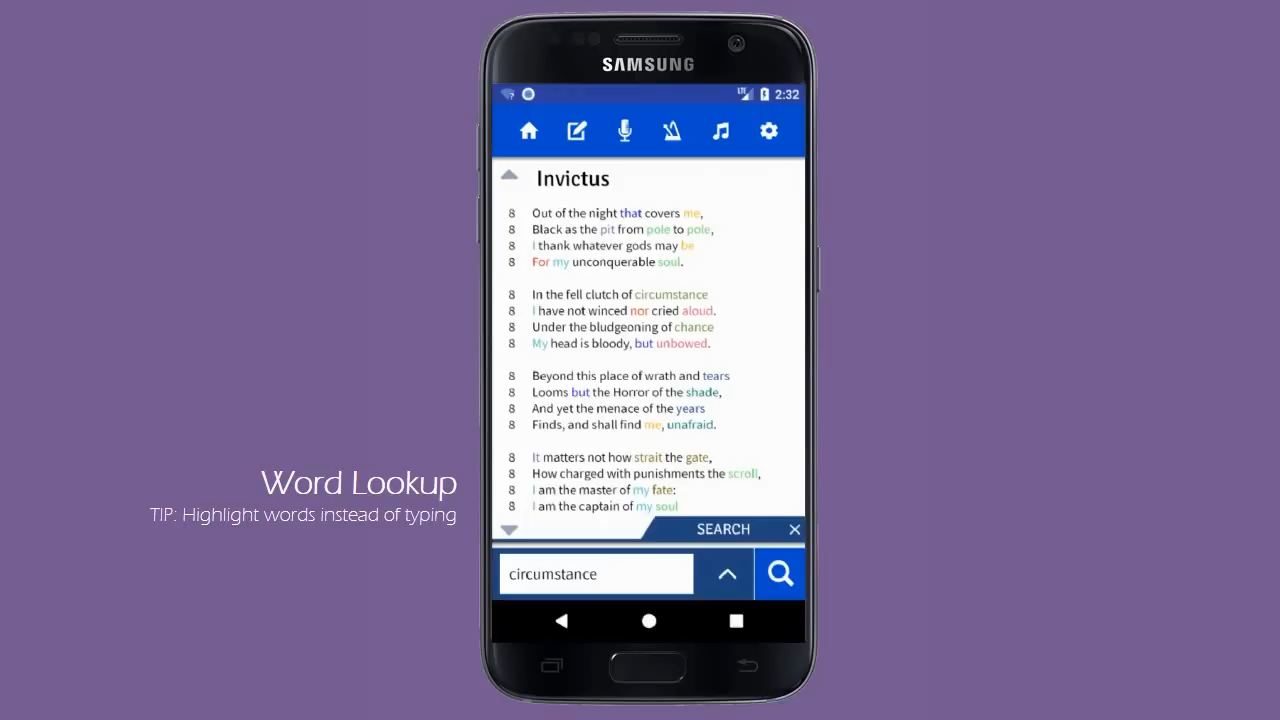 SAMSUNG
LTE 2:32
Invictus
8 Out of the night that covers me,
8 Black as the pit from pole to pole,
8 I thank whatever gods may be
8 For my unconquerable soul.
8 In the fell clutch of circumstance
8 I have not winced nor cried aloud.
8 Under the bludgeoning of chance
8 My head is bloody, but unbowed.
8 Beyond this place of wrath and tears
8 Looms but the Horror of the shade,
8 And yet the menace of the years
8 Finds, and shall find me, unafraid.
8 It matters not how strait the gate,
8 How charged with punishments the scroll,
8 I am the master of my fate:
8 I am the captain of my soul
Word Lookup
TIP: Highlight words instead of typing
SEARCH
circumstance